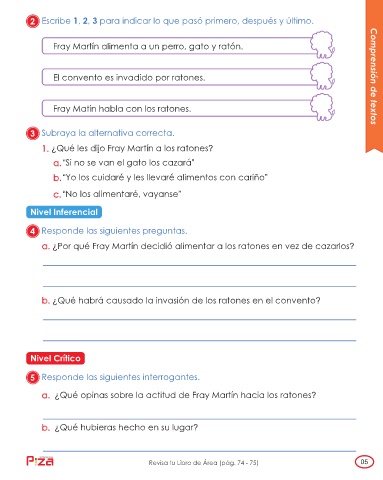 2 Escribe 1, 2, 3 para indicar lo que pasó primero, después y último.
Fray Martín alimenta a un perro, gato y ratón.
El convento es invadido por ratones.
Fray Matín habla con los ratones.
Comprensión de textos
3 Subraya la alternativa correcta.
1. ¿Qué les dijo Fray Martín a los ratones?
a. "Si no se van el gato los cazará"
b. "Yo los cuidaré y les llevaré alimentos con cariño"
c. "No los alimentaré, vayanse"
Nivel Inferencial
4 Responde las siguientes preguntas.
a. ¿Por qué Fray Martín decidió alimentar a los ratones en vez de cazarlos?
b. ¿Qué habrá causado la invasión de los ratones en el convento?
Nivel Crítico
5 Responde las siguientes interrogantes.
a. ¿Qué opinas sobre la actitud de Fray Martín hacia los ratones?
b. ¿Qué hubieras hecho en su lugar?
Revisa tu Libro de Área (pág. 74 - 75)
05